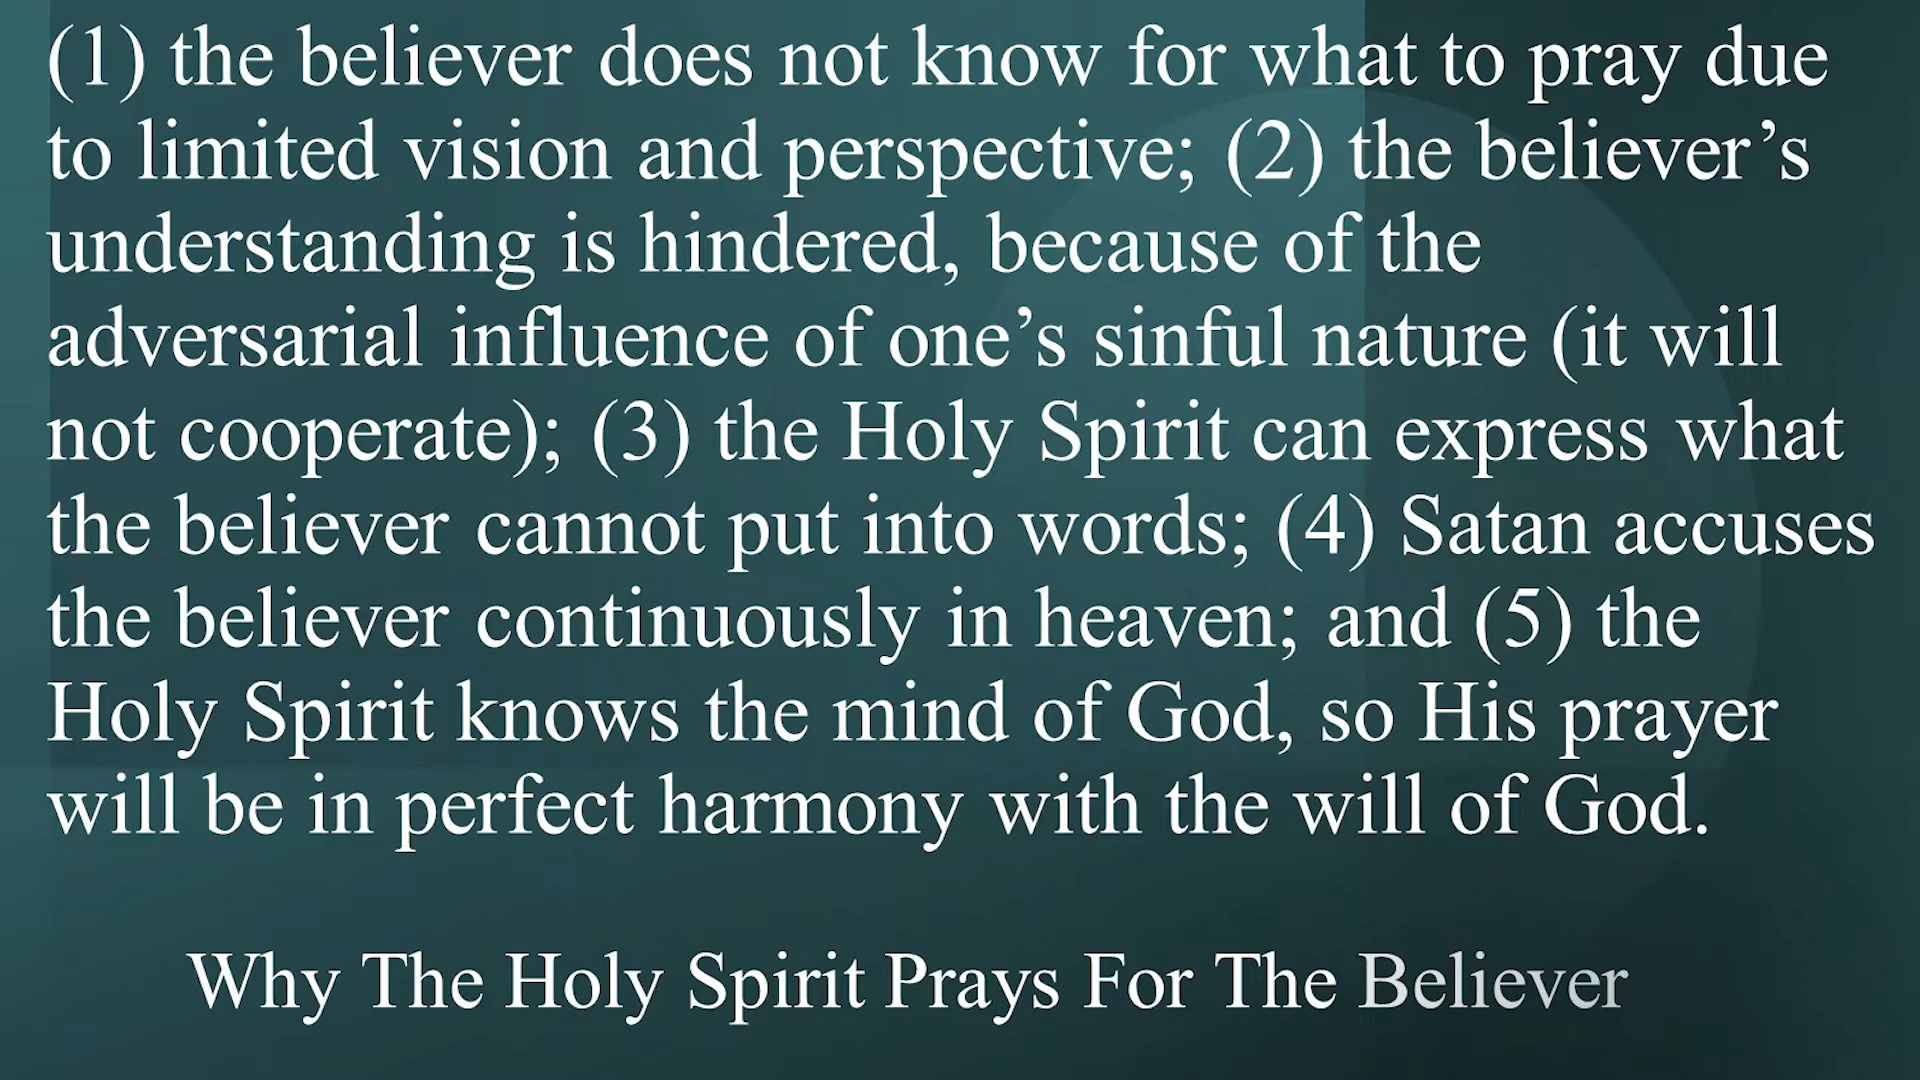 (1) the believer does not know for what to pray due
to limited vision and perspective; (2) the believer’s
understanding is hindered, because of the
adversarial influence of one’s sinful nature (it will
not cooperate); (3) the Holy Spirit can express what
the believer cannot put into words; (4) Satan accuses
the believer continuously in heaven; and (5) the
Holy Spirit knows the mind of God, so His prayer
will be in perfect harmony with the will of God.
Why The Holy Spirit Prays For The Believer